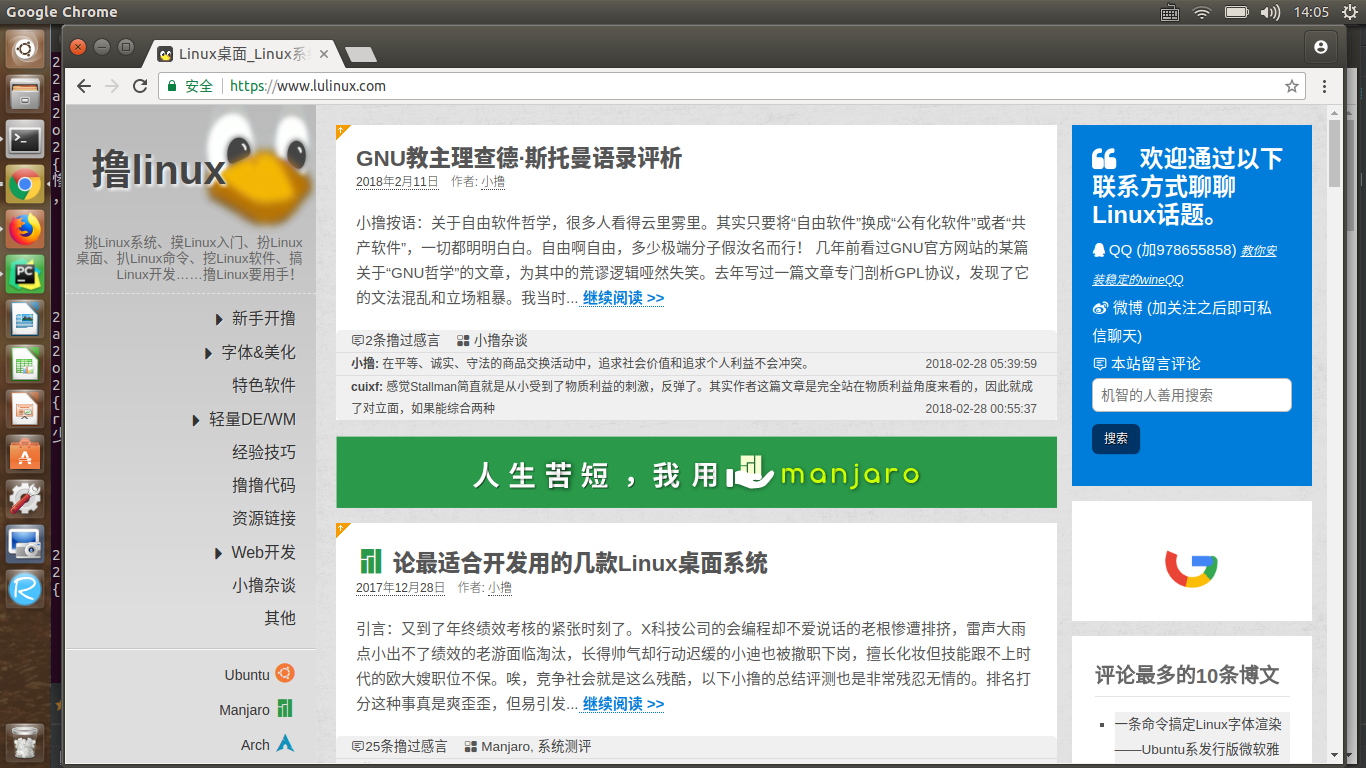 Google Chrome
14:05
Linux桌面_Linux系
安全
https://www.lulinux.com
撸linux
挑Linux系统、摸Linux入门、扮Linux
桌面、扒Linux命令、挖Linux软件、搞
Linux开发……撸Linux要用手！
新手开撸
字体&美化
特色软件
轻量DE/WM
经验技巧
撸撸代码
资源链接
Web开发
小撸杂谈
其他
Ubuntu
Manjaro
Arch
GNU教主理查德·斯托曼语录评析
2018年2月11日 作者: 小撸
小撸按语：关于自由软件哲学，很多人看得云里雾里。其实只要将“自由软件”换成“公有化软件”或者“共
产软件”，一切都明明白白。自由啊自由，多少极端分子假汝名而行！ 几年前看过GNU官方网站的某篇
关于“GNU哲学”的文章，为其中的荒谬逻辑哑然失笑。去年写过一篇文章专门剖析GPL协议，发现了它
的文法混乱和立场粗暴。我当时... 继续阅读 >>
2条撸过感言 小撸杂谈
小撸: 在平等、诚实、守法的商品交换活动中，追求社会价值和追求个人利益不会冲突。 2018-02-28 05:39:59
cuixf: 感觉Stallman简直就是从小受到了物质利益的刺激，反弹了。其实作者这篇文章是完全站在物质利益角度来看的，因此就成
了对立面，如果能综合两种 2018-02-28 00:55:37
人生苦短，我用 manjaro
论最适合开发用的几款Linux桌面系统
2017年12月28日 作者: 小撸
引言：又到了年终绩效考核的紧张时刻了。X科技公司的会编程却不爱说话的老根惨遭排挤，雷声大雨
点小出不了绩效的老游面临淘汰，长得帅气却行动迟缓的小迪也被撤职下岗，擅长化妆但技能跟不上时
代的欧大嫂职位不保。唉，竞争社会就是这么残酷，以下小撸的总结评测也是非常残忍无情的。排名打
分这种事真是爽歪歪，但易引发... 继续阅读 >>
25条撸过感言 Manjaro, 系统测评
欢迎通过以下
联系方式聊聊
Linux话题。
QQ (加978655858) 教你安
装稳定的wineQQ
微博 (加关注之后即可私
信聊天)
本站留言评论
机智的人善用搜索
搜索
评论最多的10条博文
一条命令搞定Linux字体渲染
——Ubuntu系发行版微软雅